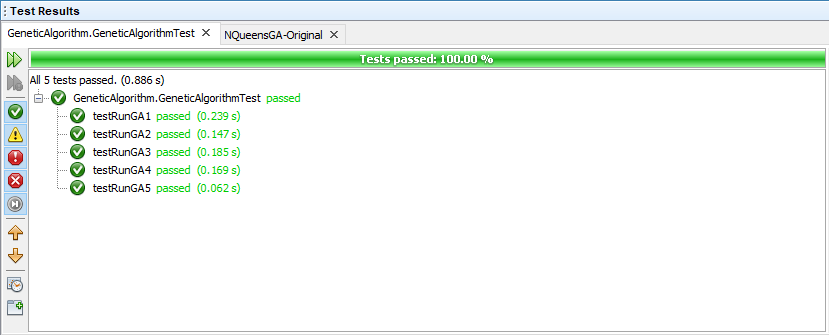 Test Results
GeneticAlgorithm.GeneticAlgorithmTest NQueensGA-Original
Tests passed: 100.00 %
All 5 tests passed. (0.886 s)
GeneticAlgorithm.GeneticAlgorithmTest passed
testRunGA1 passed (0.239 s)
testRunGA2 passed (0.147 s)
testRunGA3 passed (0.185 s)
testRunGA4 passed (0.169 s)
testRunGA5 passed (0.062 s)